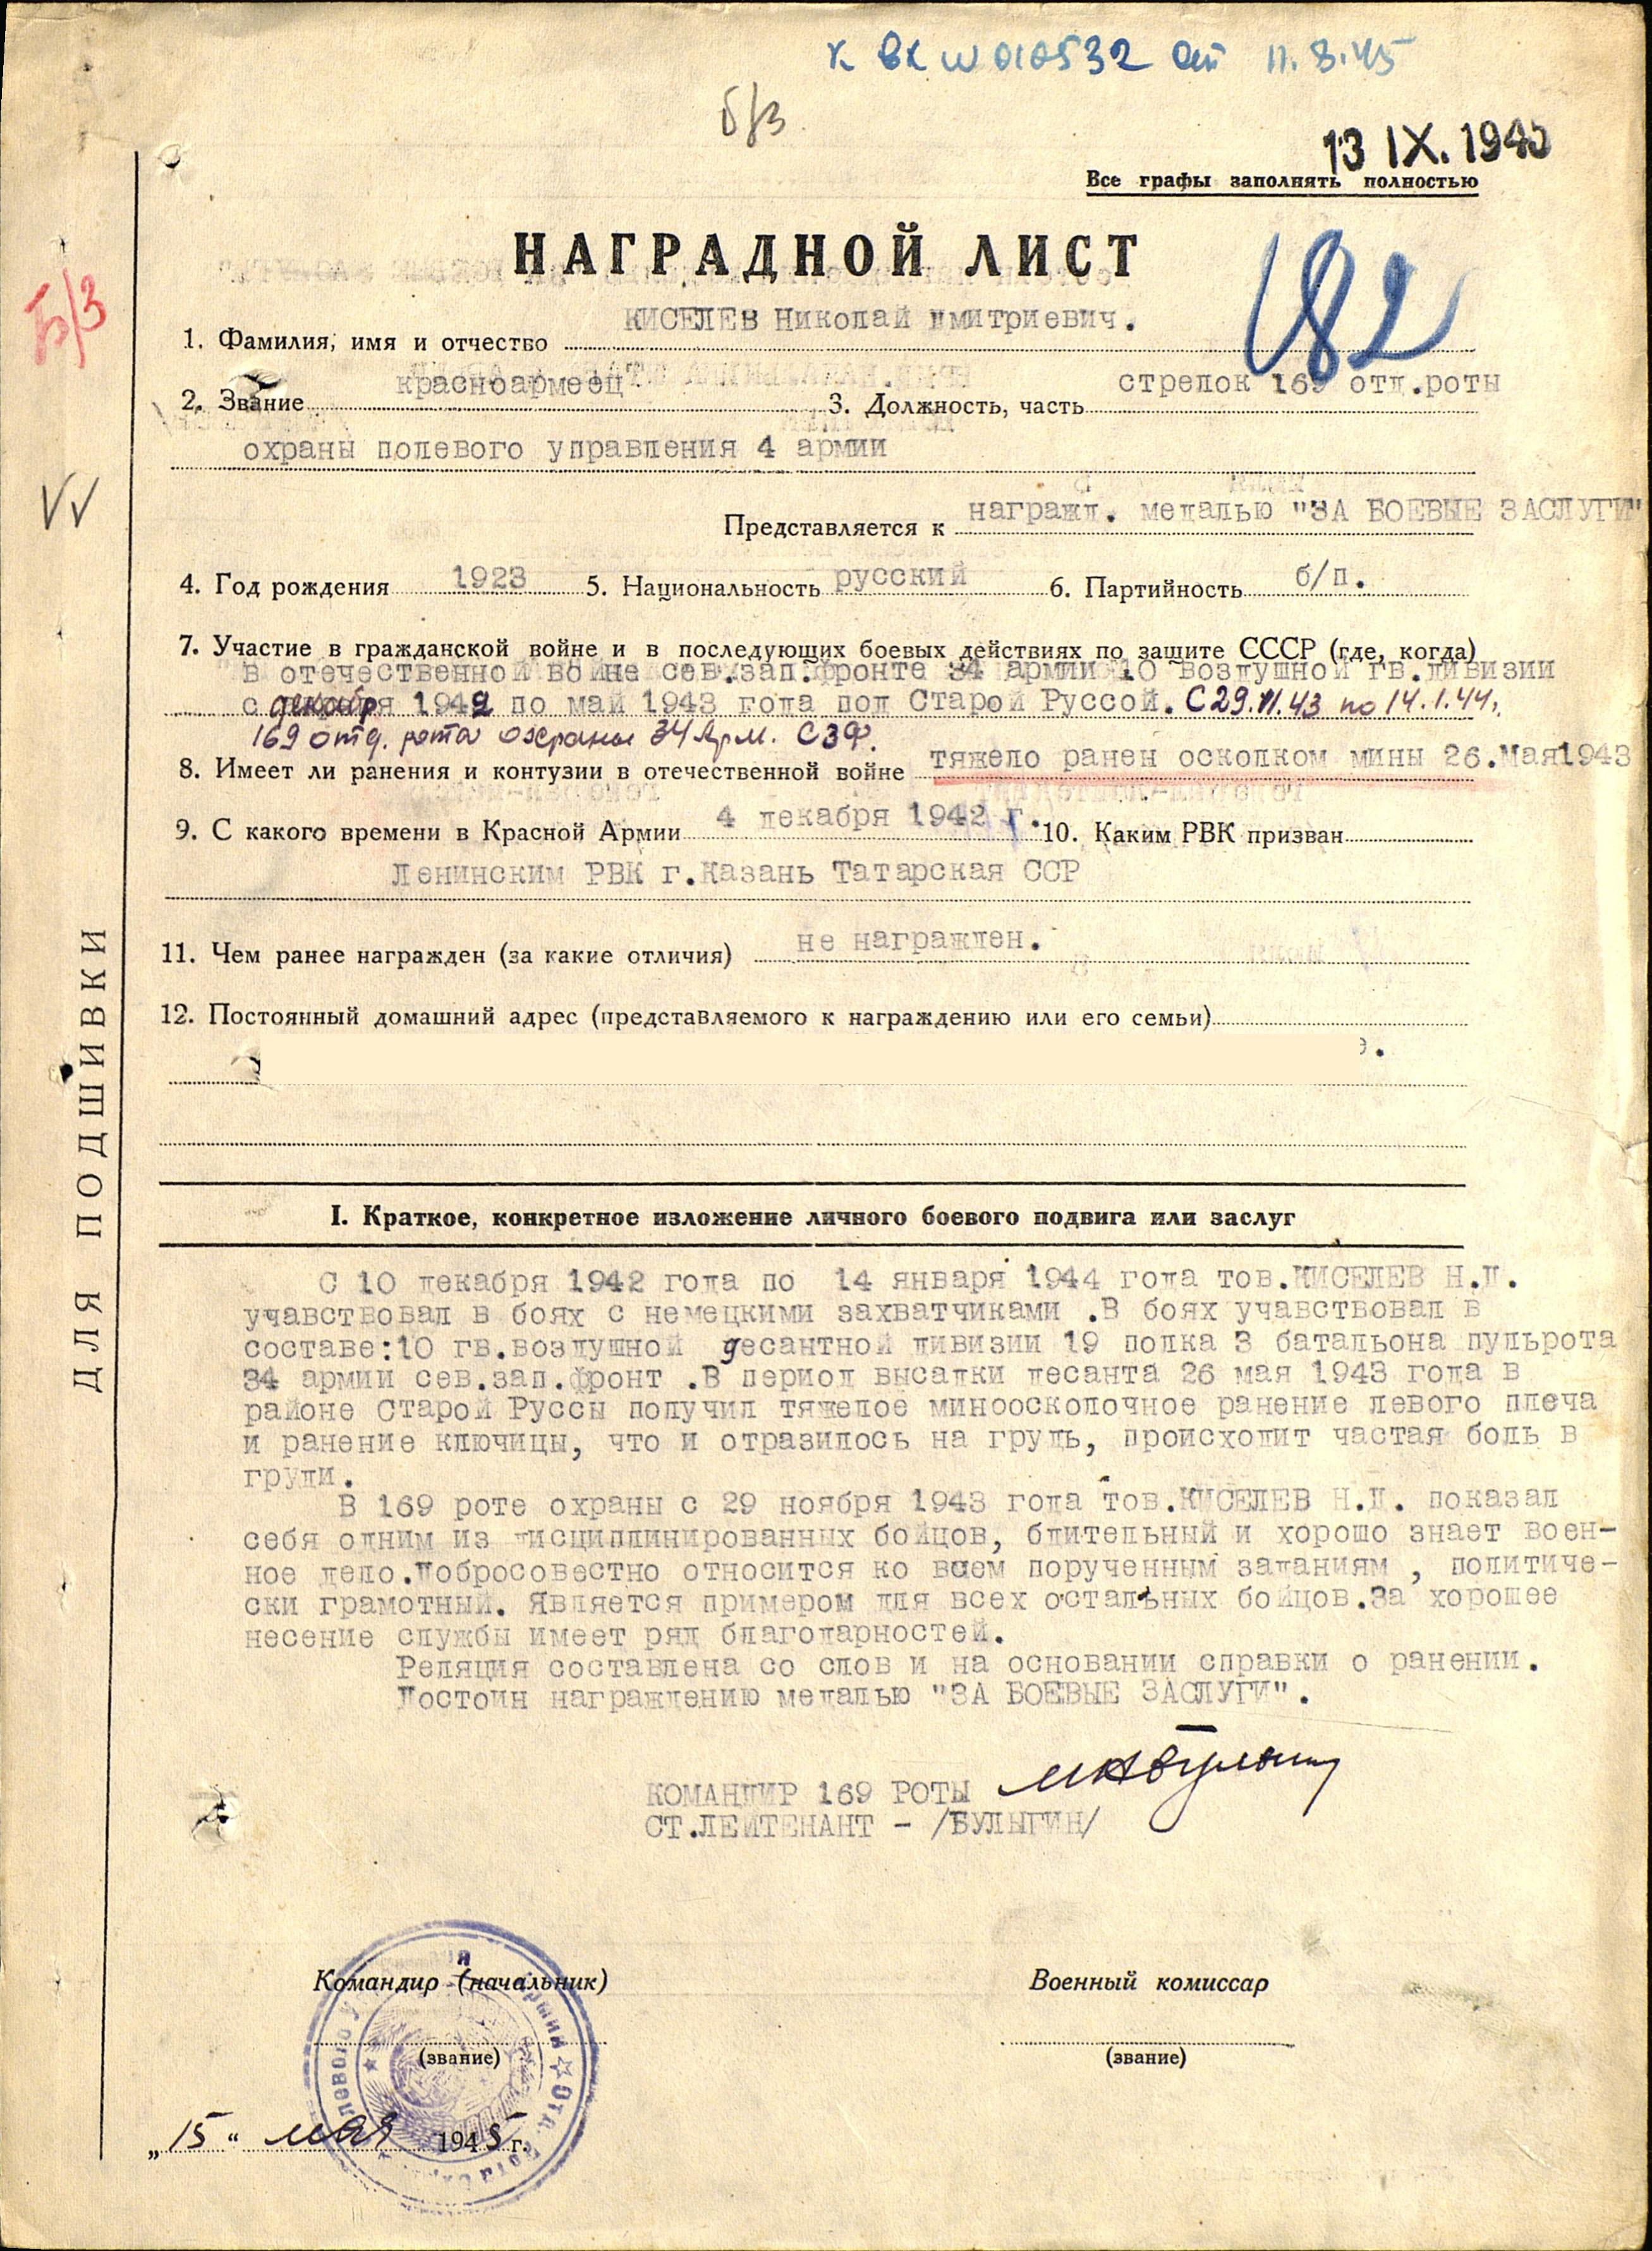 К ВК № 010532 от 11.8.45
б/з
13 IX. 1945
Все графы заполнять полностью
НАГРАДНОЙ ЛИСТ
182
Б/З
1. Фамилия, имя и отчество КИСЕЛЕВ Николай Дмитриевич.
2. Звание красноармеец 3. Должность, часть стрелок 169 отд.роты
охраны полевого управления 4 армии
Представляется к награжд. медалью "ЗА БОЕВЫЕ ЗАСЛУГИ"
4. Год рождения 1923 5. Национальность русский 6. Партийность б/п.
7. Участие в гражданской войне и в последующих боевых действиях по защите СССР (где, когда)
в отечественной войне сев.зап.фронте 34 армии 10 воздушной гв.дивизии
с декабря 1942 по май 1943 года под Старой Руссой. С 29.XI.43 по 14.1.44.
169 отд. рота охраны 34 Арм. СЗФ.
8. Имеет ли ранения и контузии в отечественной войне тяжело ранен осколком мины 26.Мая1943
9. С какого времени в Красной Армии 4 декабря 1942 г. 10. Каким РВК призван
Ленинским РВК г.Казань Татарская ССР
11. Чем ранее награжден (за какие отличия) не награжден.
12. Постоянный домашний адрес (представляемого к награждению или его семьи)
ДЛЯ ПОДШИВКИ
I. Краткое, конкретное изложение личного боевого подвига или заслуг
С 10 декабря 1942 года по 14 января 1944 года тов.КИСЕЛЕВ Н.Д.
учавствовал в боях с немецкими захватчиками .В боях учавствовал в
составе:10 гв.воздушной десантной дивизии 19 полка 3 батальона пульрота
34 армии сев.зап.фронт .В период высадки десанта 26 мая 1943 года в
районе Старой Руссы получил тяжелое миноосколочное ранение левого плеча
и ранение ключицы, что и отразилось на грудь, происходит частая боль в
груди.
В 169 роте охраны с 29 ноября 1943 года тов.КИСЕЛЕВ Н.Д. показал
себя одним из дисциплинированных бойцов, бдительный и хорошо знает воен-
ное дело.Добросовестно относится ко всем порученным заданиям , политиче-
ски грамотный. Является примером для всех остальных бойцов.За хорошее
несение службы имеет ряд благодарностей.
Реляция составлена со слов и на основании справки о ранении.
Достоин награждению медалью "ЗА БОЕВЫЕ ЗАСЛУГИ".
КОМАНДИР 169 РОТЫ
СТ.ЛЕЙТЕНАНТ - /БУЛЫГИН/
Командир (начальник) Военный комиссар
(звание) (звание)
„15“ мая 1945 г.